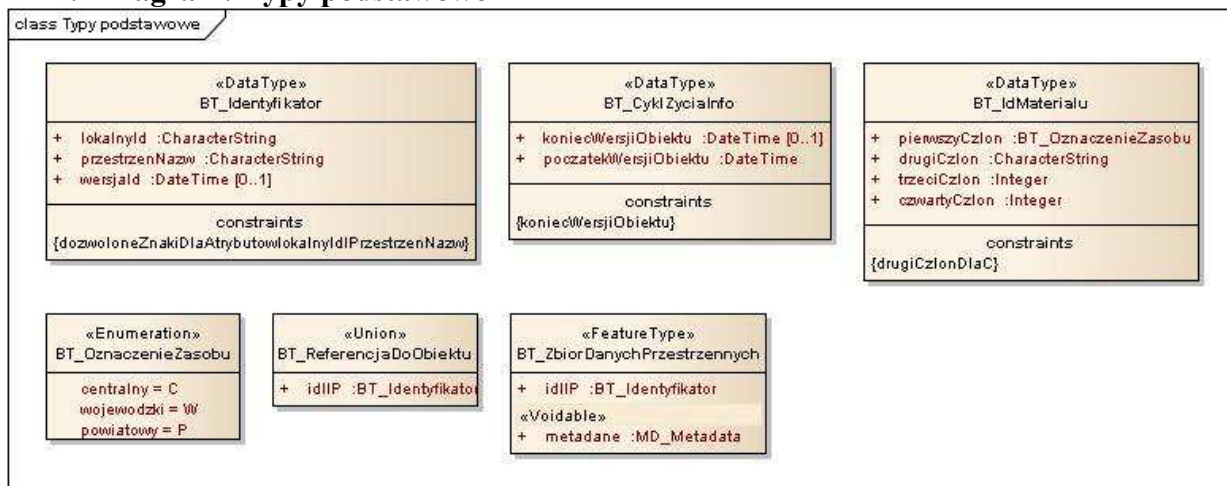 class Typy podstawowe
«DataType»
BT_Identyfikator
+ lokalnyId :CharacterString
+ przestrzenNazw :CharacterString
+ wersjaId :DateTime [0..1]
constraints
{dozwoloneZnakiDlaAtrybutowlokalnyIdIPrzestrzenNazw}
«DataType»
BT_CyklZyciaInfo
+ koniecWersjiObiektu :DateTime [0..1]
+ poczatekWersjiObiektu :DateTime
constraints
{koniecWersjiObiektu}
«DataType»
BT_IdMaterialu
+ pierwszyCzlon :BT_OznaczenieZasobu
+ drugiCzlon :CharacterString
+ trzeciCzlon :Integer
+ czwartyCzlon :Integer
constraints
{drugiCzlonDlaC}
«Enumeration»
BT_OznaczenieZasobu
centralny = C
wojewodzki = W
powiatowy = P
«Union»
BT_ReferencjaDoObiektu
+ idIIP :BT_Identyfikator
«FeatureType»
BT_ZbiorDanychPrzestrzennych
+ idIIP :BT_Identyfikator
«Voidable»
+ metadane :MD_Metadata